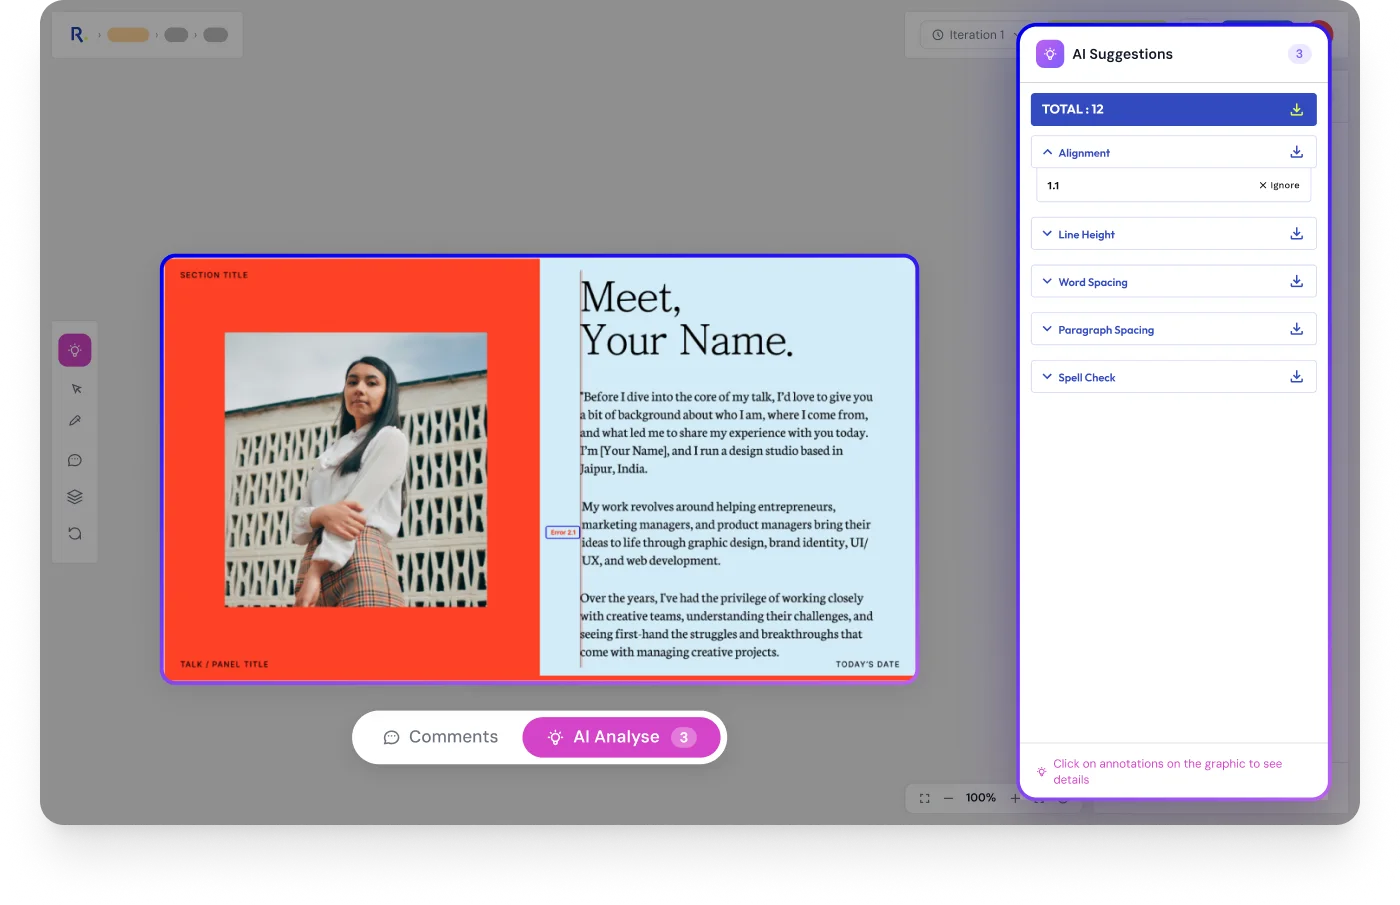 R.
Iteration 1
AI Suggestions
3
TOTAL : 12
Alignment
1.1
Ignore
Line Height
Word Spacing
Paragraph Spacing
Spell Check
Click on annotations on the graphic to see
details
SECTION TITLE
TALK / PANEL TITLE
Meet,
Your Name.
"Before I dive into the core of my talk, I'd love to give you
a bit of background about who I am, where I come from,
and what led me to share my experience with you today.
I'm [Your Name], and I run a design studio based in
Jaipur, India.
My work revolves around helping entrepreneurs,
marketing managers, and product managers bring their
ideas to life through graphic design, brand identity, UI/
UX, and web development.
Error 2.1
Over the years, I've had the privilege of working closely
with creative teams, understanding their challenges, and
seeing first-hand the struggles and breakthroughs that
come with managing creative projects.
TODAY'S DATE
Comments
AI Analyse
3
100%